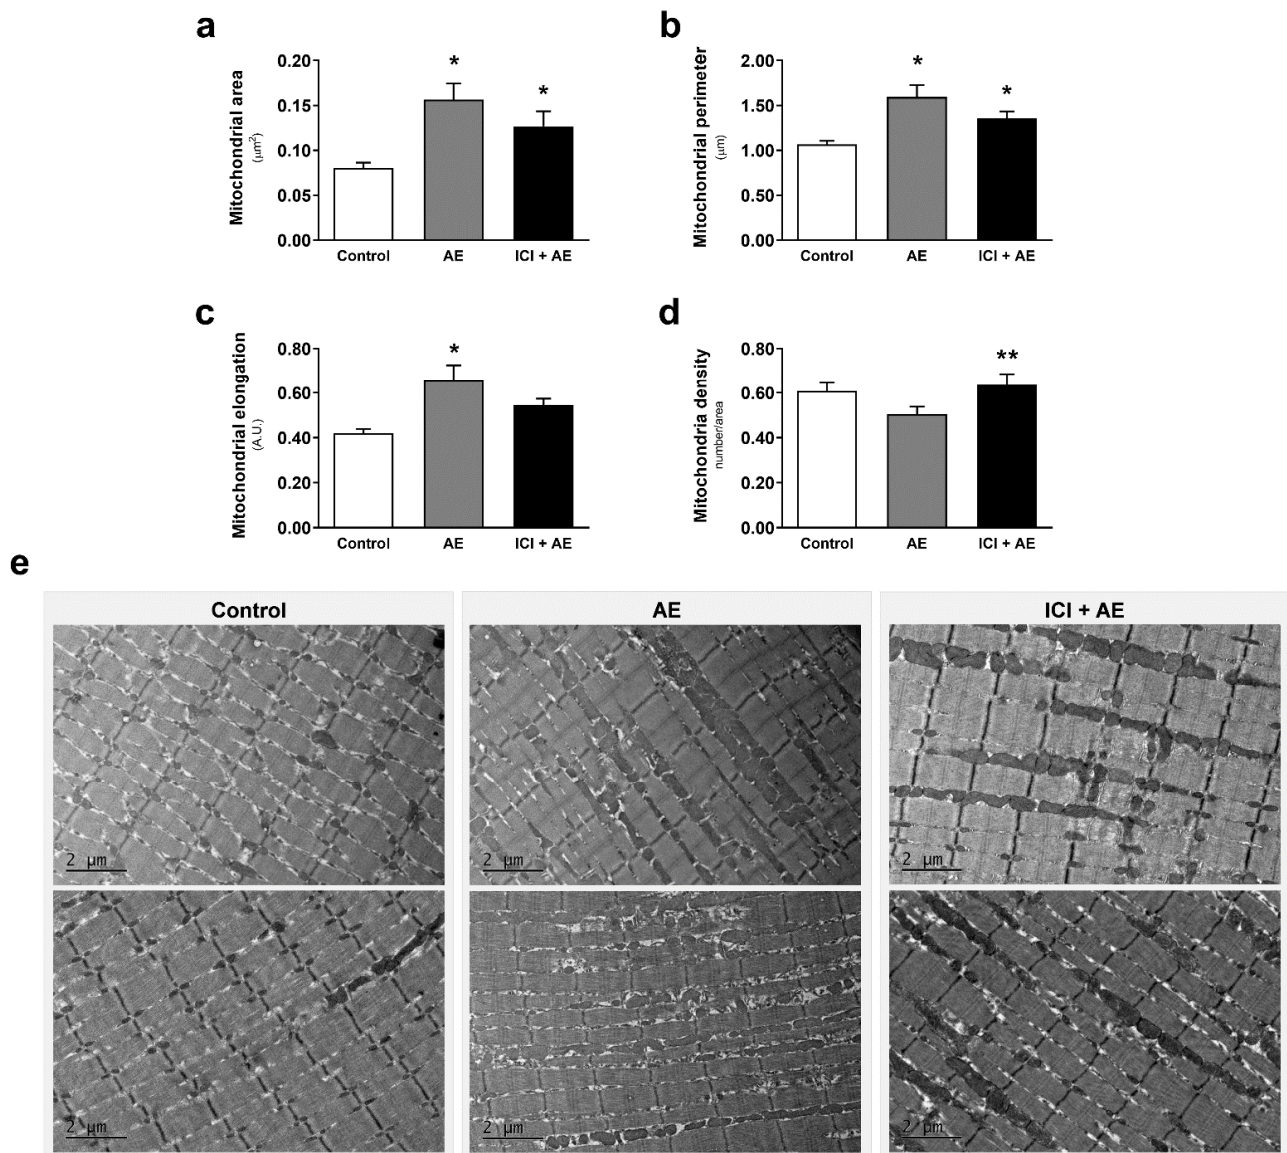 a
Mitochondrial area
(μm²)
0.20
0.15
0.10
0.05
0.00
*
*
Control AE ICI + AE
b
Mitochondrial perimeter
(μm)
2.00
1.50
1.00
0.50
0.00
*
*
Control AE ICI + AE
c
Mitochondrial elongation
(A.U.)
0.80
0.60
0.40
0.20
0.00
*
Control AE ICI + AE
d
Mitochondria density
number/area
0.80
0.60
0.40
0.20
0.00
**
Control AE ICI + AE
e
Control AE ICI + AE
2 μm 2 μm 2 μm
2 μm 2 μm 2 μm